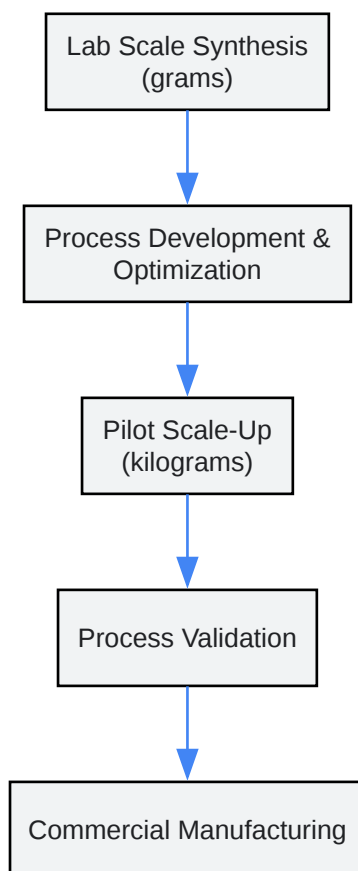 Lab Scale Synthesis
(grams)
Process Development &
Optimization
Pilot Scale-Up
(kilograms)
Process Validation
Commercial Manufacturing